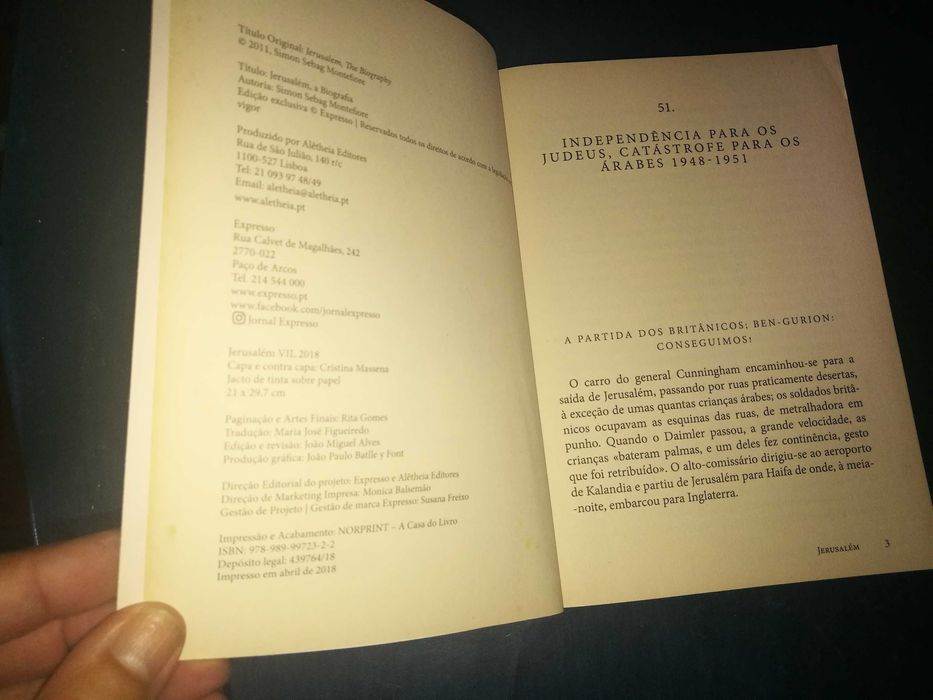 Título Original: Jerusalem, The Biography
© 2011, Simon Sebag Montefiore
Título: Jerusalém, a Biografia
Autoria: Simon Sebag Montefiore
Edição exclusiva © Expresso | Reservados todos os direitos de acordo com a legislação em
vigor
Produzido por Alêtheia Editores
Rua de São Julião, 140 r/c
1100-527 Lisboa
Tel: 21 093 97 48/49
Email: aletheia@aletheia.pt
www.aletheia.pt
Expresso
Rua Calvet de Magalhães, 242
2770-022
Paço de Arcos
Tel. 214 544 000
www.expresso.pt
www.facebook.com/jornalexpresso
Jornal Expresso
Jerusalém VII, 2018
Capa e contra capa: Cristina Massena
Jacto de tinta sobre papel
21 x 29,7 cm
Paginação e Artes Finais: Rita Gomes
Tradução: Maria José Figueiredo
Edição e revisão: João Miguel Alves
Produção gráfica: João Paulo Batlle y Font
Direção Editorial do projeto: Expresso e Alêtheia Editores
Direção de Marketing Impresa: Monica Balsemão
Gestão de Projeto | Gestão de marca Expresso: Susana Freixo
Impressão e Acabamento: NORPRINT – A Casa do Livro
ISBN: 978-989-99723-2-2
Depósito legal: 439764/18
Impresso em abril de 2018
51.
INDEPENDÊNCIA PARA OS
JUDEUS, CATÁSTROFE PARA OS
ÁRABES 1948-1951
A PARTIDA DOS BRITÂNICOS; BEN-GURION:
CONSEGUIMOS!
O carro do general Cunningham encaminhou-se para a
saída de Jerusalém, passando por ruas praticamente desertas,
à exceção de umas quantas crianças árabes; os soldados britâ-
nicos ocupavam as esquinas das ruas, de metralhadora em
punho. Quando o Daimler passou, a grande velocidade, as
crianças «bateram palmas, e um deles fez continência, gesto
que foi retribuído». O alto-comissário dirigiu-se ao aeroporto
de Kalandia e partiu de Jerusalém para Haifa de onde, à meia-
-noite, embarcou para Inglaterra.
JERUSALÉM 3